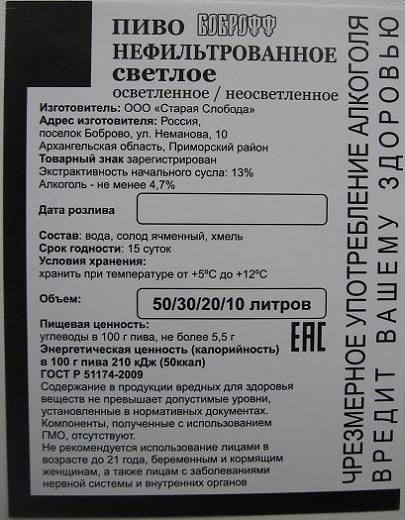 ПИВО БОБРОФФ
НЕФИЛЬТРОВАННОЕ
светлое
осветленное / неосветленное
Изготовитель: ООО «Старая Слобода»
Адрес изготовителя: Россия,
поселок Боброво, ул. Неманова, 10
Архангельская область, Приморский район
Товарный знак зарегистрирован
Экстрактивность начального сусла: 13%
Алкоголь - не менее 4,7%
Дата розлива
Состав: вода, солод ячменный, хмель
Срок годности: 15 суток
Условия хранения:
хранить при температуре от +5ºС до +12ºС
Объем: 50/30/20/10 литров
Пищевая ценность:
углеводы в 100 г пива, не более 5,5 г
Энергетическая ценность (калорийность)
в 100 г пива 210 кДж (50ккал)
ГОСТ Р 51174-2009
EAC
Содержание в продукции вредных для здоровья
веществ не превышает допустимые уровни,
установленные в нормативных документах.
Компоненты, полученные с использованием
ГМО, отсутствуют.
Не рекомендуется использование лицами в
возрасте до 21 года, беременным и кормящим
женщинам, а также лицам с заболеваниями
нервной системы и внутренних органов
ЧРЕЗМЕРНОЕ УПОТРЕБЛЕНИЕ АЛКОГОЛЯ
ВРЕДИТ ВАШЕМУ ЗДОРОВЬЮ